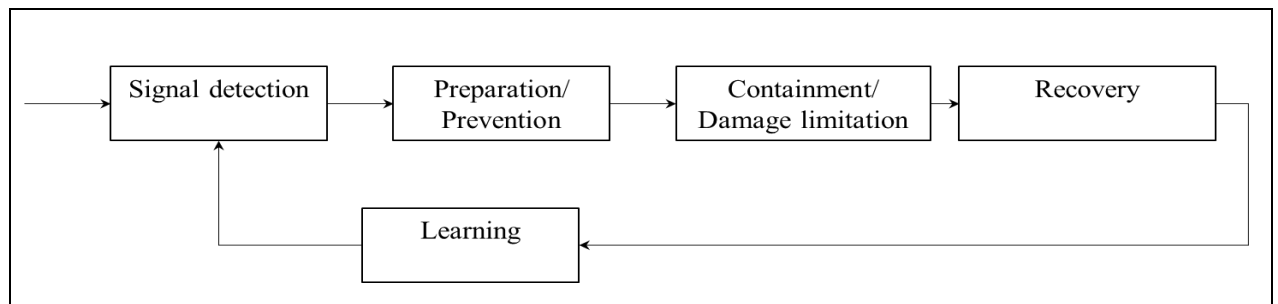 Signal detection
Preparation/
Prevention
Containment/
Damage limitation
Recovery
Learning